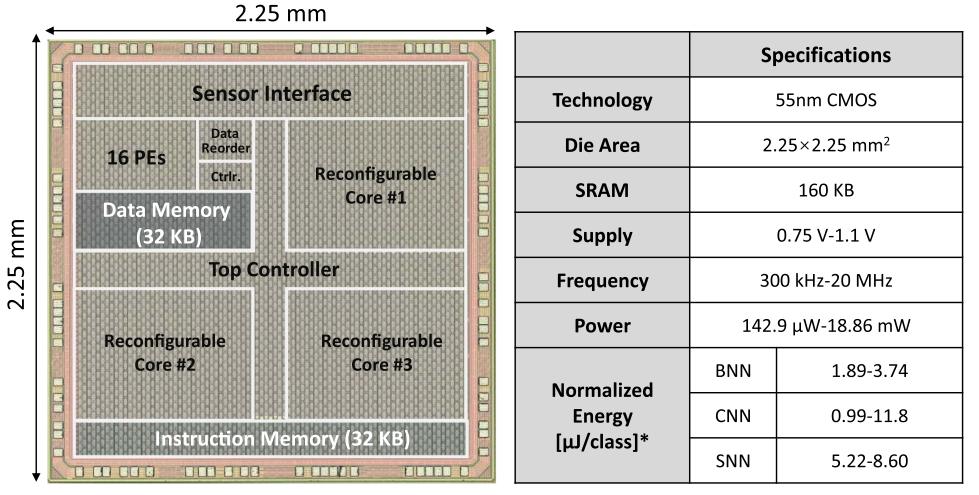 2.25 mm
2.25 mm
Sensor Interface
16 PEs
Data
Reorder
Ctrlr.
Data Memory
(32 KB)
Reconfigurable
Core #1
Top Controller
Reconfigurable
Core #2
Reconfigurable
Core #3
Instruction Memory (32 KB)
Specifications
Technology
55nm CMOS
Die Area
2.25×2.25 mm²
SRAM
160 KB
Supply
0.75 V-1.1 V
Frequency
300 kHz-20 MHz
Power
142.9 μW-18.86 mW
Normalized
Energy
[μJ/class]*
BNN
1.89-3.74
CNN
0.99-11.8
SNN
5.22-8.60